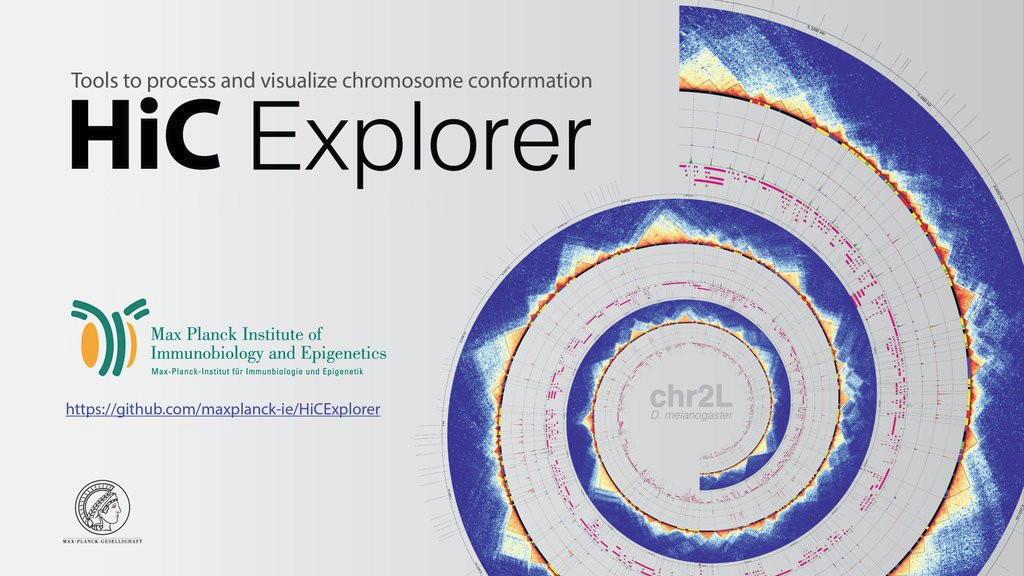 Tools to process and visualize chromosome conformation
HiC Explorer
Max Planck Institute of
Immunobiology and Epigenetics
Max-Planck-Institut für Immunbiologie und Epigenetik
https://github.com/maxplanck-ie/HiCExplorer
MAX-PLANCK-GESELLSCHAFT
chr2L
D. melanogaster